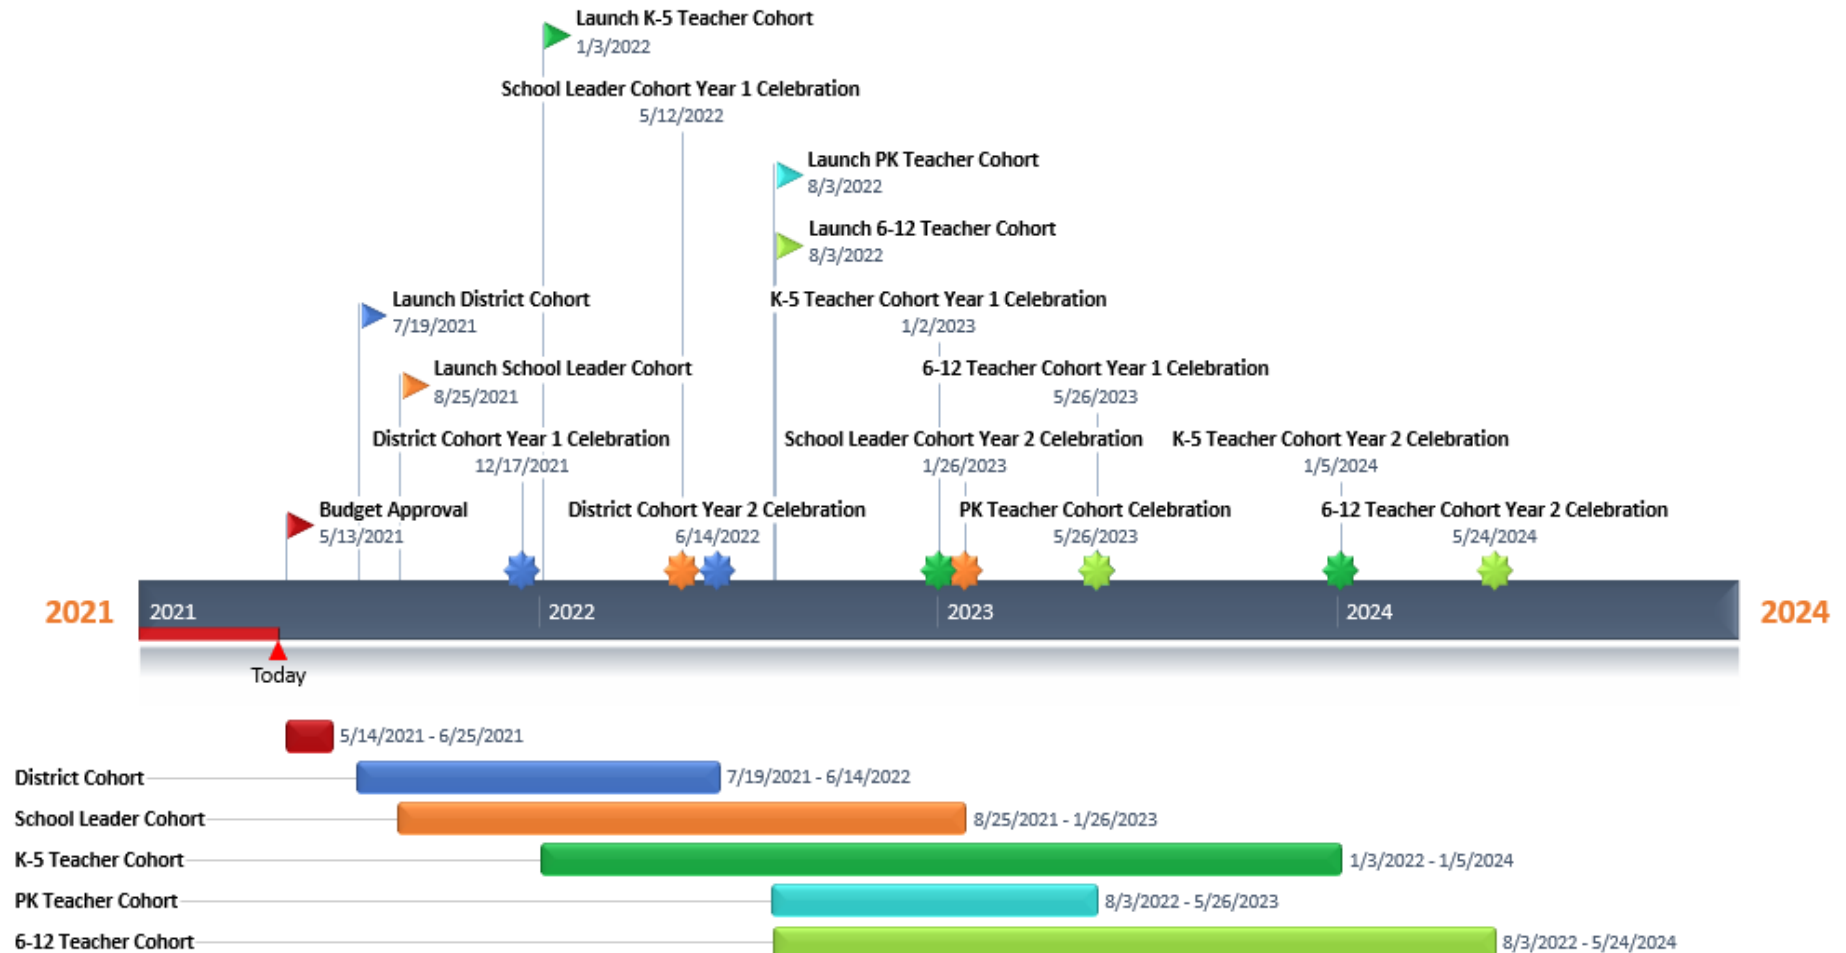 Launch K-5 Teacher Cohort
1/3/2022
School Leader Cohort Year 1 Celebration
5/12/2022
Launch PK Teacher Cohort
8/3/2022
Launch 6-12 Teacher Cohort
8/3/2022
Launch District Cohort
7/19/2021
K-5 Teacher Cohort Year 1 Celebration
1/2/2023
Launch School Leader Cohort
8/25/2021
6-12 Teacher Cohort Year 1 Celebration
5/26/2023
District Cohort Year 1 Celebration
12/17/2021
School Leader Cohort Year 2 Celebration
1/26/2023
K-5 Teacher Cohort Year 2 Celebration
1/5/2024
Budget Approval
5/13/2021
District Cohort Year 2 Celebration
6/14/2022
PK Teacher Cohort Celebration
5/26/2023
6-12 Teacher Cohort Year 2 Celebration
5/24/2024
2021 2021 2022 2023 2024 2024
Today
5/14/2021 - 6/25/2021
District Cohort 7/19/2021 - 6/14/2022
School Leader Cohort 8/25/2021 - 1/26/2023
K-5 Teacher Cohort 1/3/2022 - 1/5/2024
PK Teacher Cohort 8/3/2022 - 5/26/2023
6-12 Teacher Cohort 8/3/2022 - 5/24/2024